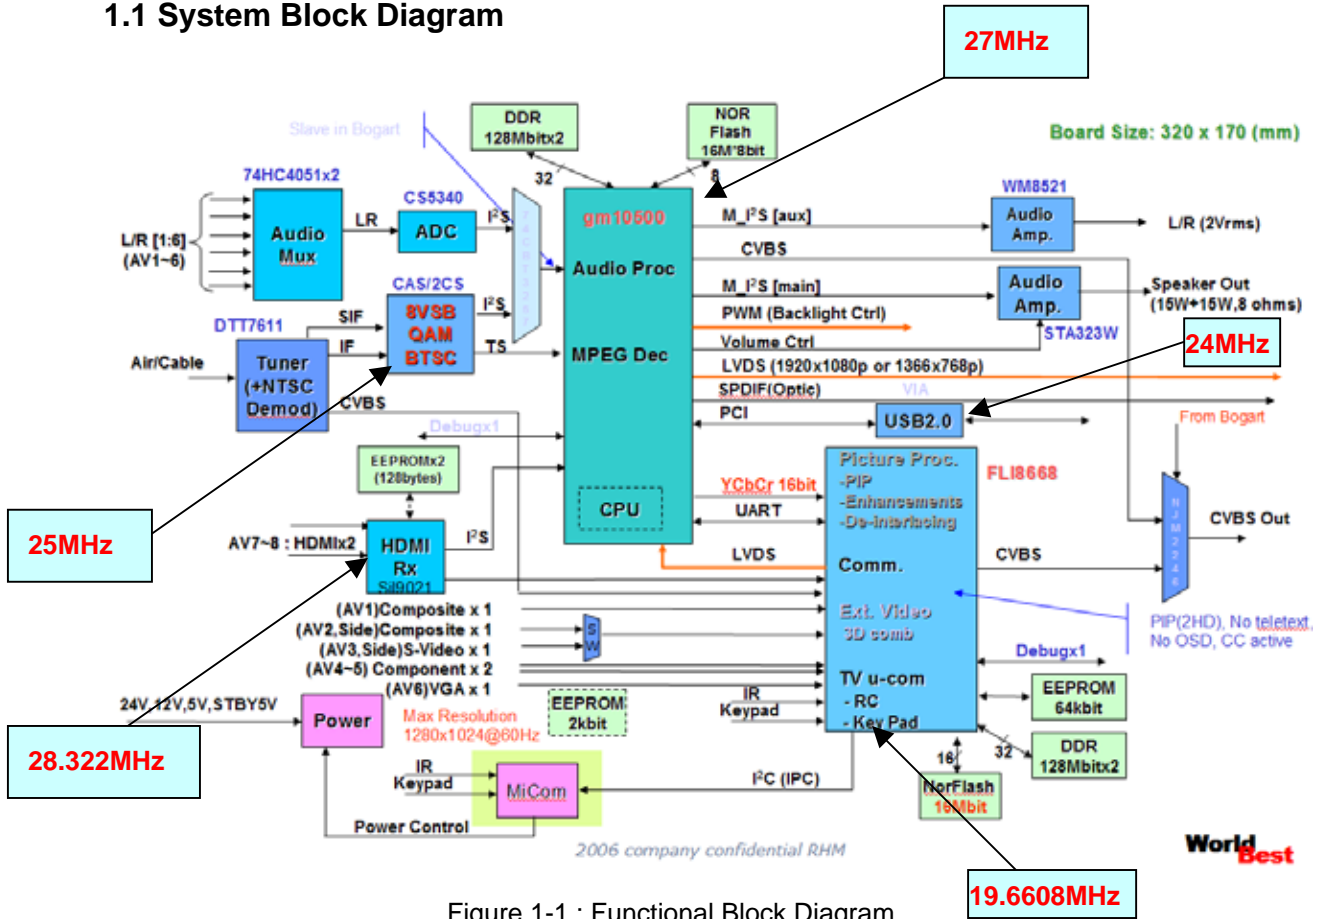 1.1 System Block Diagram
27MHz
Board Size: 320 x 170 (mm)
Slave in Bogart
DDR
128Mbitx2
NOR
Flash
16M*8bit
32
8
74HC4051x2
CS5340
WM8521
L/R [1:6]
(AV1~6)
Audio
Mux
LR
ADC
I²S
gm10500
M_I²S [aux]
Audio
Amp.
L/R (2Vrms)
CVBS
Audio Proc
CAS/2CS
M_I²S [main]
Audio
Amp.
Speaker Out
(15W+15W,8 ohms)
DTT7611
SIF
8VSB
QAM
BTSC
I²S
PWM (Backlight Ctrl)
STA323W
IF
TS
MPEG Dec
Volume Ctrl
24MHz
Air/Cable
Tuner
(+NTSC
Demod)
LVDS (1920x1080p or 1366x768p)
SPDIF(Optic)
VIA
CVBS
PCI
USB2.0
From Bogart
Debugx1
EEPROMx2
(128bytes)
Picture Proc.
-PIP
-Enhancements
-De-interlacing
FLI8668
YCbCr 16bit
CPU
UART
NJM2246
CVBS Out
25MHz
AV7~8 : HDMIx2
HDMI
Rx
SiI9021
I²S
LVDS
Comm.
CVBS
(AV1)Composite x 1
(AV2,Side)Composite x 1
(AV3,Side)S-Video x 1
(AV4~5) Component x 2
(AV6)VGA x 1
SW
Ext. Video
3D comb
PIP(2HD), No teletext,
No OSD, CC active
Debugx1
TV u-com
- RC
- Key Pad
EEPROM
64kbit
24V,12V,5V,STBY5V
Power
Max Resolution
1280x1024@60Hz
EEPROM
2kbit
IR
Keypad
28.322MHz
16
32
DDR
128Mbitx2
IR
Keypad
MiCom
I²C (IPC)
NorFlash
16Mbit
Power Control
2006 company confidential RHM
World
Best
19.6608MHz
Figure 1-1 : Functional Block Diagram